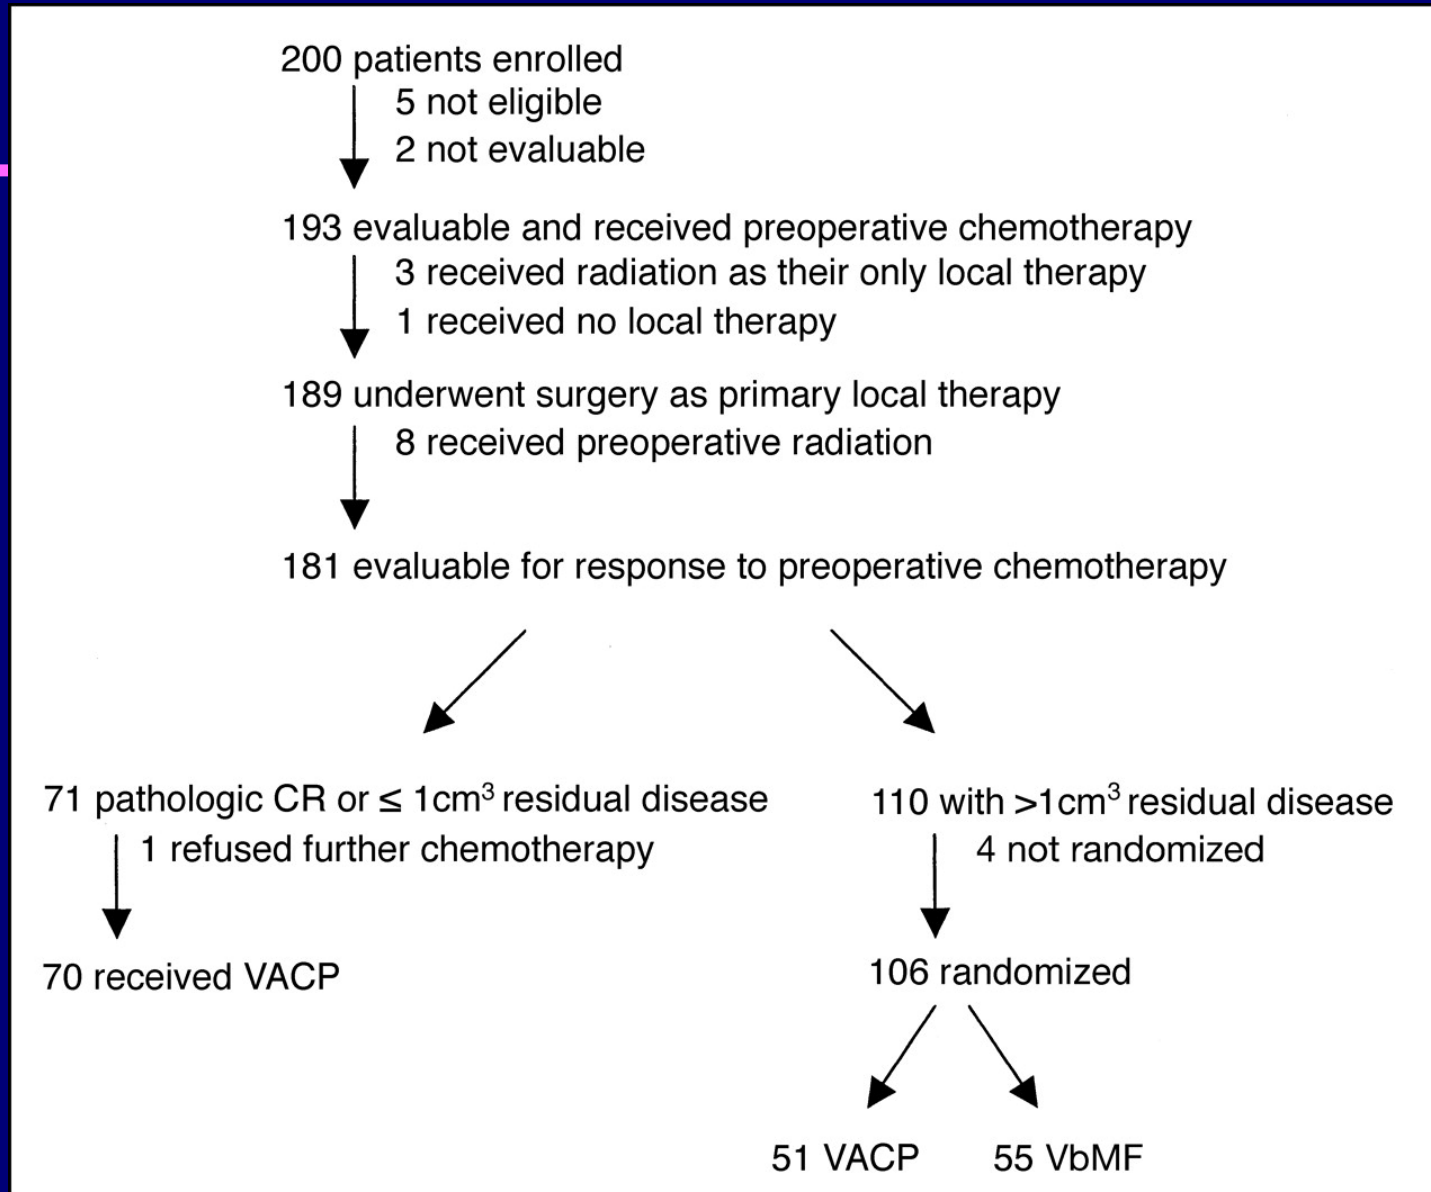 200 patients enrolled
5 not eligible
2 not evaluable
193 evaluable and received preoperative chemotherapy
3 received radiation as their only local therapy
1 received no local therapy
189 underwent surgery as primary local therapy
8 received preoperative radiation
181 evaluable for response to preoperative chemotherapy
71 pathologic CR or ≤ 1cm³ residual disease
1 refused further chemotherapy
70 received VACP
110 with >1cm³ residual disease
4 not randomized
106 randomized
51 VACP
55 VbMF